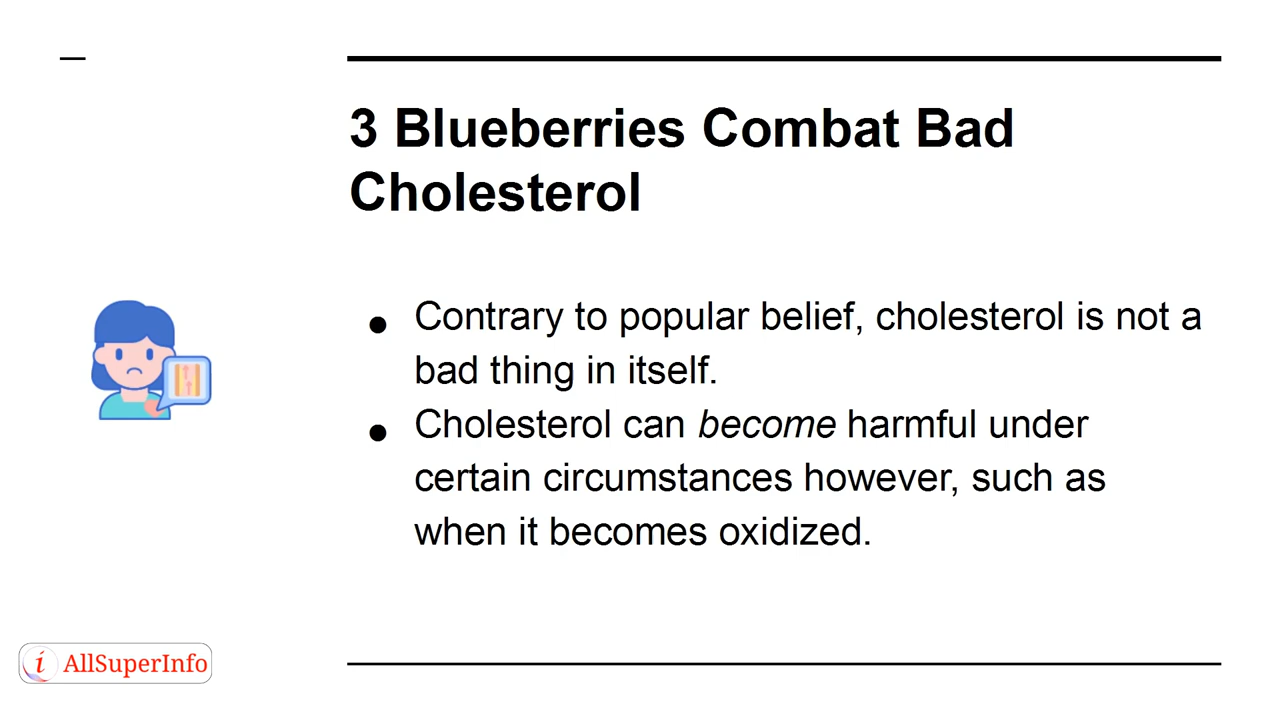 3 Blueberries Combat Bad
Cholesterol
● Contrary to popular belief, cholesterol is not a
bad thing in itself.
● Cholesterol can become harmful under
certain circumstances however, such as
when it becomes oxidized.
i AllSuperInfo